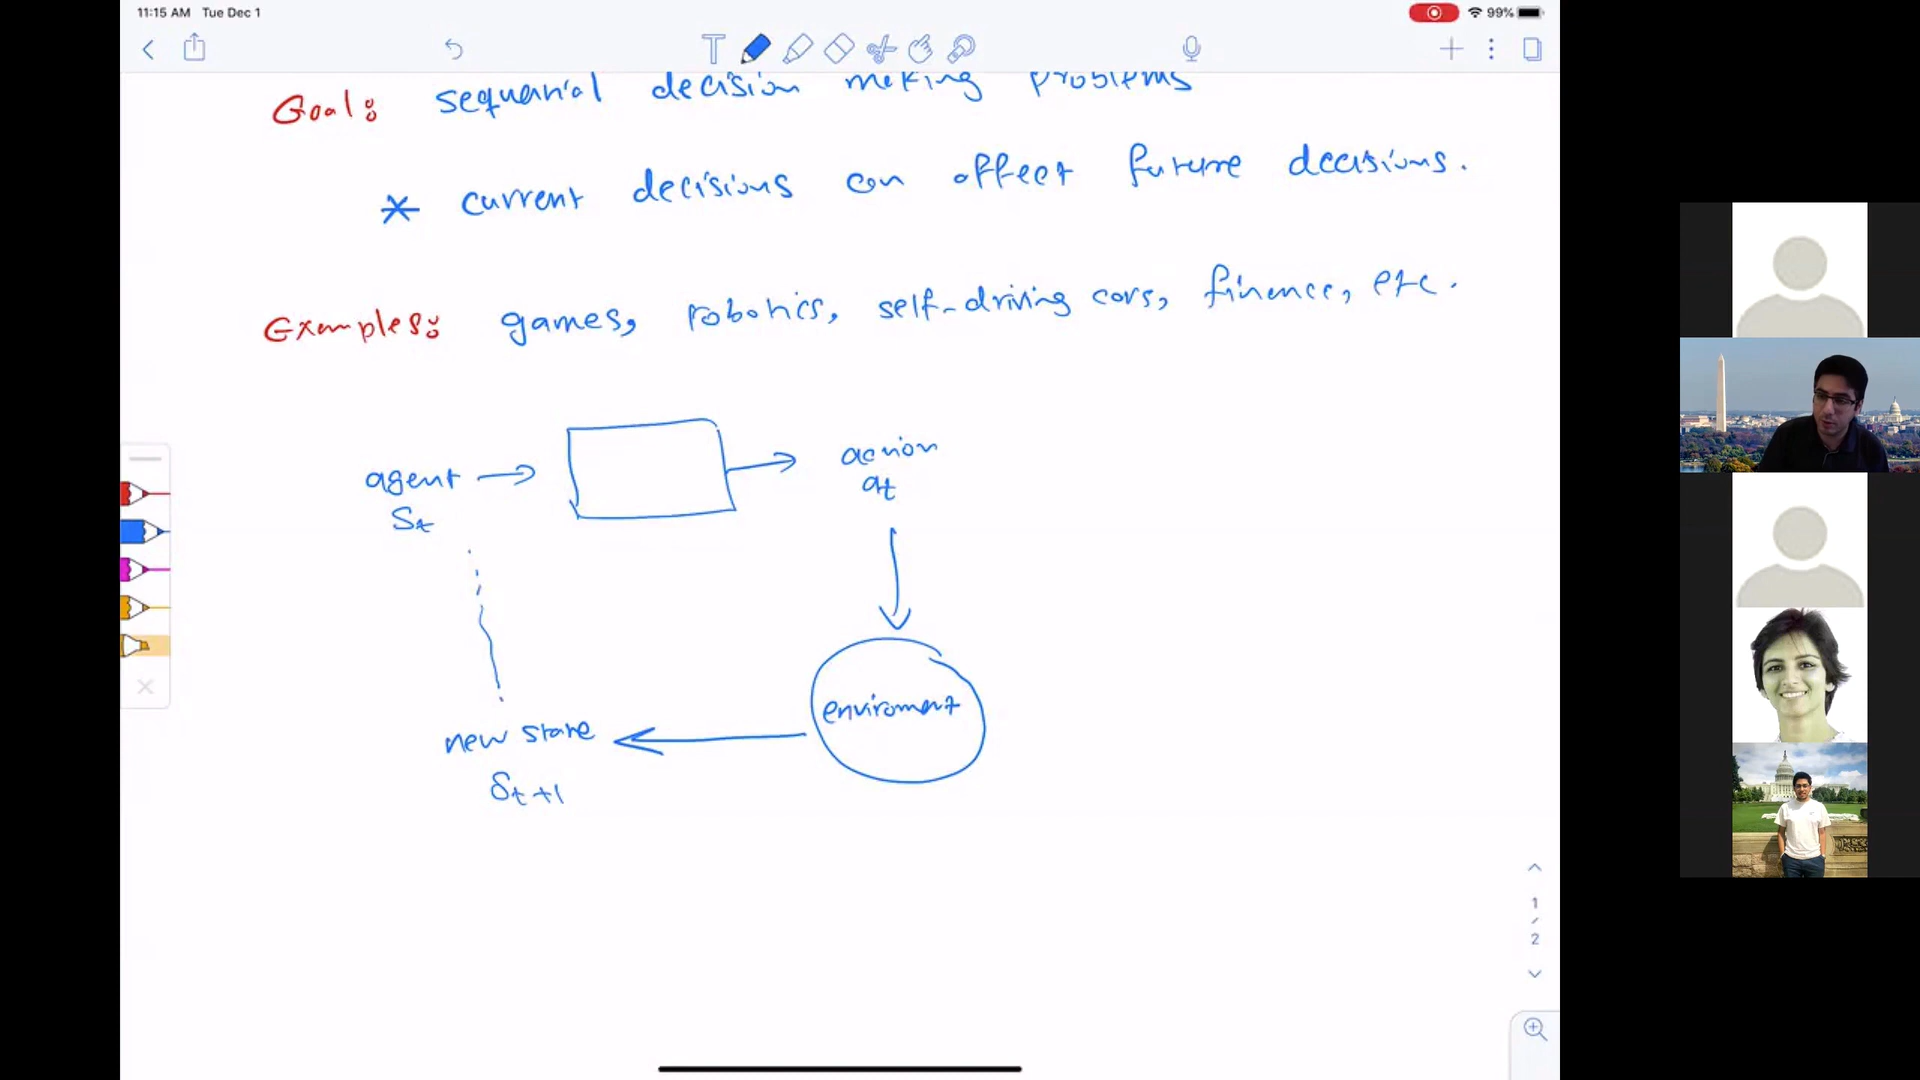 11:15 AM Tue Dec 1 99%
Goal: sequential decision making problems
* current decisions can affect future decisions.
Examples: games, robotics, self-driving cars, finance, etc.
agent → → action
St at
enviroment
new state
St+1
1
/
2